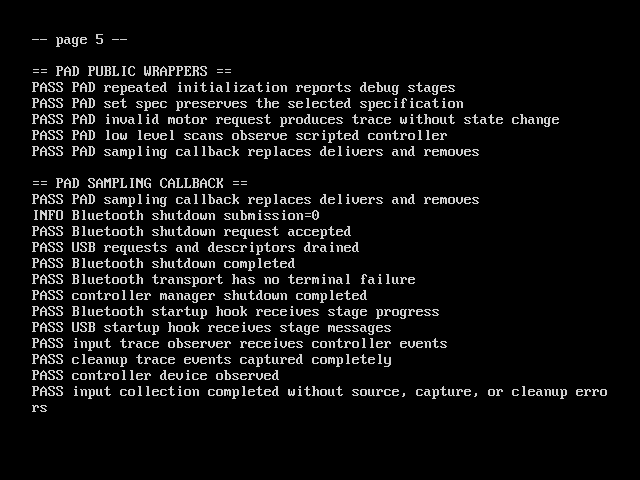 -- page 5 --
== PAD PUBLIC WRAPPERS ==
PASS PAD repeated initialization reports debug stages
PASS PAD set spec preserves the selected specification
PASS PAD invalid motor request produces trace without state change
PASS PAD low level scans observe scripted controller
PASS PAD sampling callback replaces delivers and removes
== PAD SAMPLING CALLBACK ==
PASS PAD sampling callback replaces delivers and removes
INFO Bluetooth shutdown submission=0
PASS Bluetooth shutdown request accepted
PASS USB requests and descriptors drained
PASS Bluetooth shutdown completed
PASS Bluetooth transport has no terminal failure
PASS controller manager shutdown completed
PASS Bluetooth startup hook receives stage progress
PASS USB startup hook receives stage messages
PASS input trace observer receives controller events
PASS cleanup trace events captured completely
PASS controller device observed
PASS input collection completed without source, capture, or cleanup erro
rs